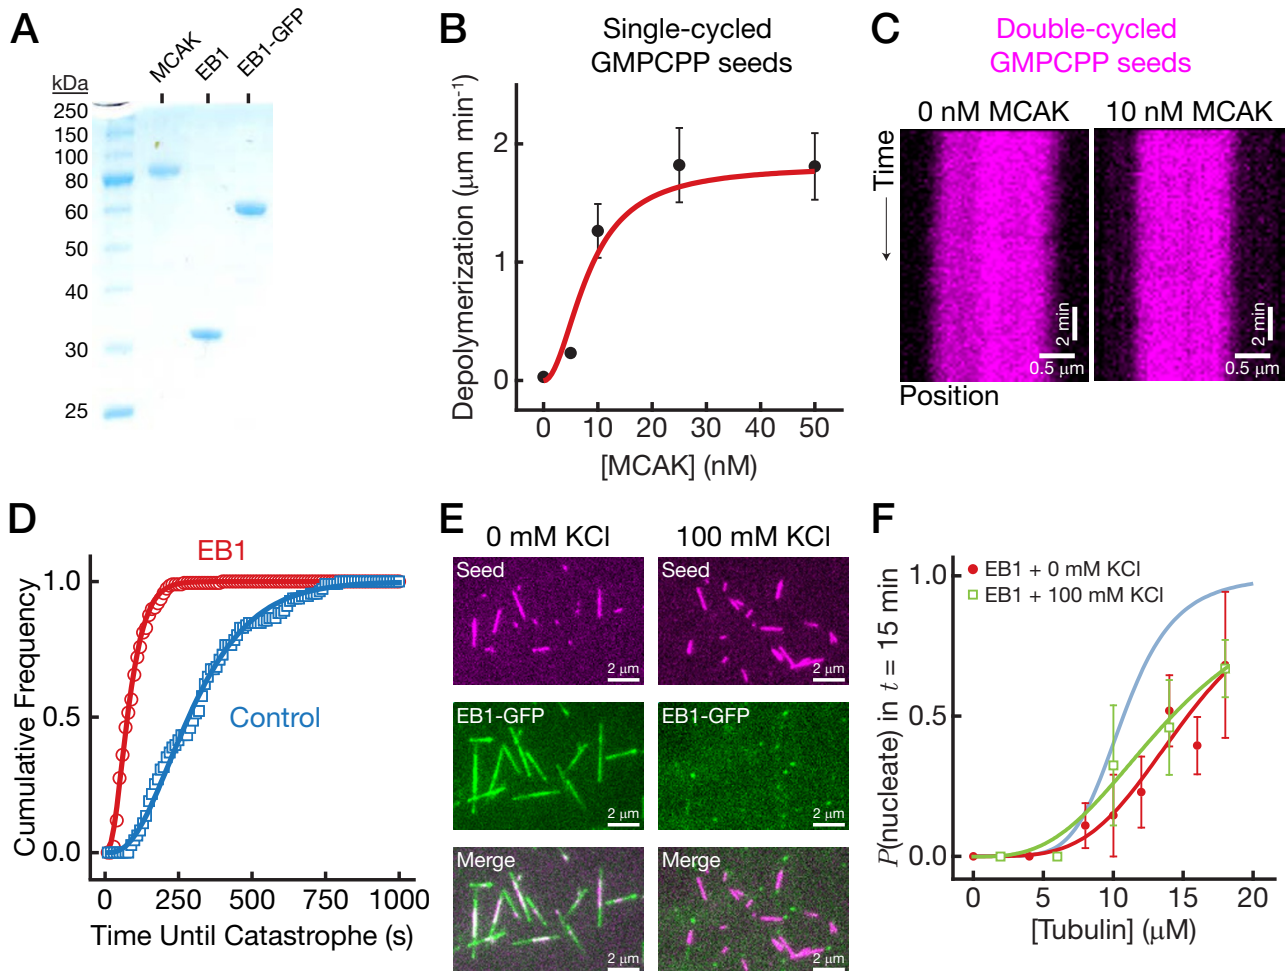 A
MCAK
EB1
EB1-GFP
kDa
250
150
100
80
60
50
40
30
25
B
Single-cycled
GMPCPP seeds
Depolymerization (μm min⁻¹)
2
1
0
0 10 20 30 40 50
[MCAK] (nM)
C
Double-cycled
GMPCPP seeds
0 nM MCAK
10 nM MCAK
Time
2 min
0.5 μm
2 min
0.5 μm
Position
D
EB1
Control
Cumulative Frequency
1.0
0.5
0.0
0 250 500 750 1000
Time Until Catastrophe (s)
E
0 mM KCl
100 mM KCl
Seed
2 μm
Seed
2 μm
EB1-GFP
2 μm
EB1-GFP
2 μm
Merge
2 μm
Merge
2 μm
F
EB1 + 0 mM KCl
EB1 + 100 mM KCl
P(nucleate) in t = 15 min
1.0
0.5
0.0
0 5 10 15 20
[Tubulin] (μM)